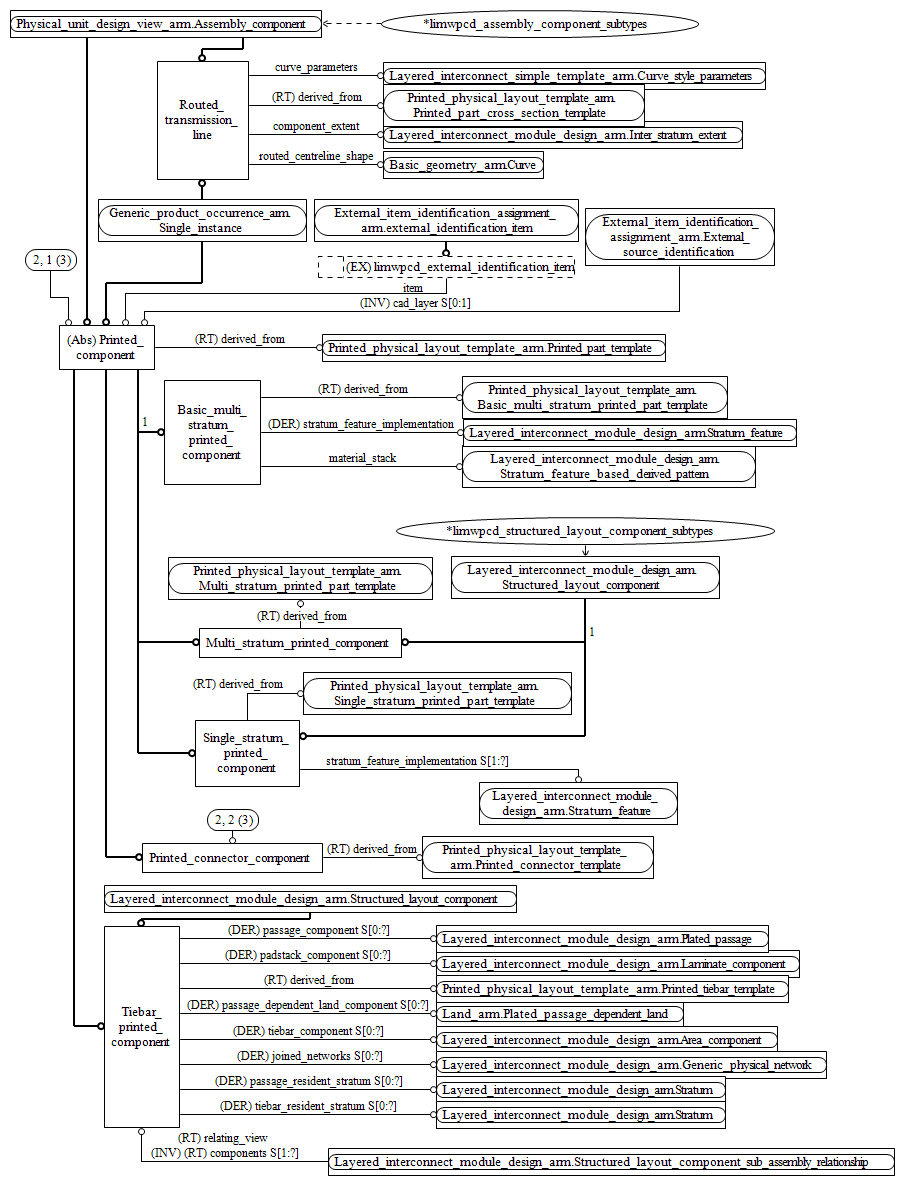 Physical_unit_design_view_arm.Assembly_component
*limwpcd_assembly_component_subtypes
Routed_
transmission_
line
curve_parameters
Layered_interconnect_simple_template_arm.Curve_style_parameters
(RT) derived_from
Printed_physical_layout_template_arm.
Printed_part_cross_section_template
component_extent
Layered_interconnect_module_design_arm.Inter_stratum_extent
routed_centreline_shape
Basic_geometry_arm.Curve
Generic_product_occurrence_arm.
Single_instance
External_item_identification_assignment_
arm.external_identification_item
External_item_identification_
assignment_arm.External_
source_identification
2, 1 (3)
(EX) limwpcd_external_identification_item
item
(INV) cad_layer S[0:1]
(Abs) Printed_
component
(RT) derived_from
Printed_physical_layout_template_arm.Printed_part_template
1
Basic_multi_
stratum_
printed_
component
(RT) derived_from
Printed_physical_layout_template_arm.
Basic_multi_stratum_printed_part_template
(DER) stratum_feature_implementation
Layered_interconnect_module_design_arm.Stratum_feature
material_stack
Layered_interconnect_module_design_arm.
Stratum_feature_based_derived_pattern
*limwpcd_structured_layout_component_subtypes
Printed_physical_layout_template_arm.
Multi_stratum_printed_part_template
Layered_interconnect_module_design_arm.
Structured_layout_component
(RT) derived_from
1
Multi_stratum_printed_component
(RT) derived_from
Printed_physical_layout_template_arm.
Single_stratum_printed_part_template
Single_stratum_
printed_
component
stratum_feature_implementation S[1:?]
Layered_interconnect_module_
design_arm.Stratum_feature
2, 2 (3)
Printed_connector_component
(RT) derived_from
Printed_physical_layout_template_
arm.Printed_connector_template
Layered_interconnect_module_design_arm.Structured_layout_component
Tiebar_
printed_
component
(DER) passage_component S[0:?]
Layered_interconnect_module_design_arm.Plated_passage
(DER) padstack_component S[0:?]
Layered_interconnect_module_design_arm.Laminate_component
(RT) derived_from
Printed_physical_layout_template_arm.Printed_tiebar_template
(DER) passage_dependent_land_component S[0:?]
Land_arm.Plated_passage_dependent_land
(DER) tiebar_component S[0:?]
Layered_interconnect_module_design_arm.Area_component
(DER) joined_networks S[0:?]
Layered_interconnect_module_design_arm.Generic_physical_network
(DER) passage_resident_stratum S[0:?]
Layered_interconnect_module_design_arm.Stratum
(DER) tiebar_resident_stratum S[0:?]
Layered_interconnect_module_design_arm.Stratum
(RT) relating_view
(INV) (RT) components S[1:?]
Layered_interconnect_module_design_arm.Structured_layout_component_sub_assembly_relationship